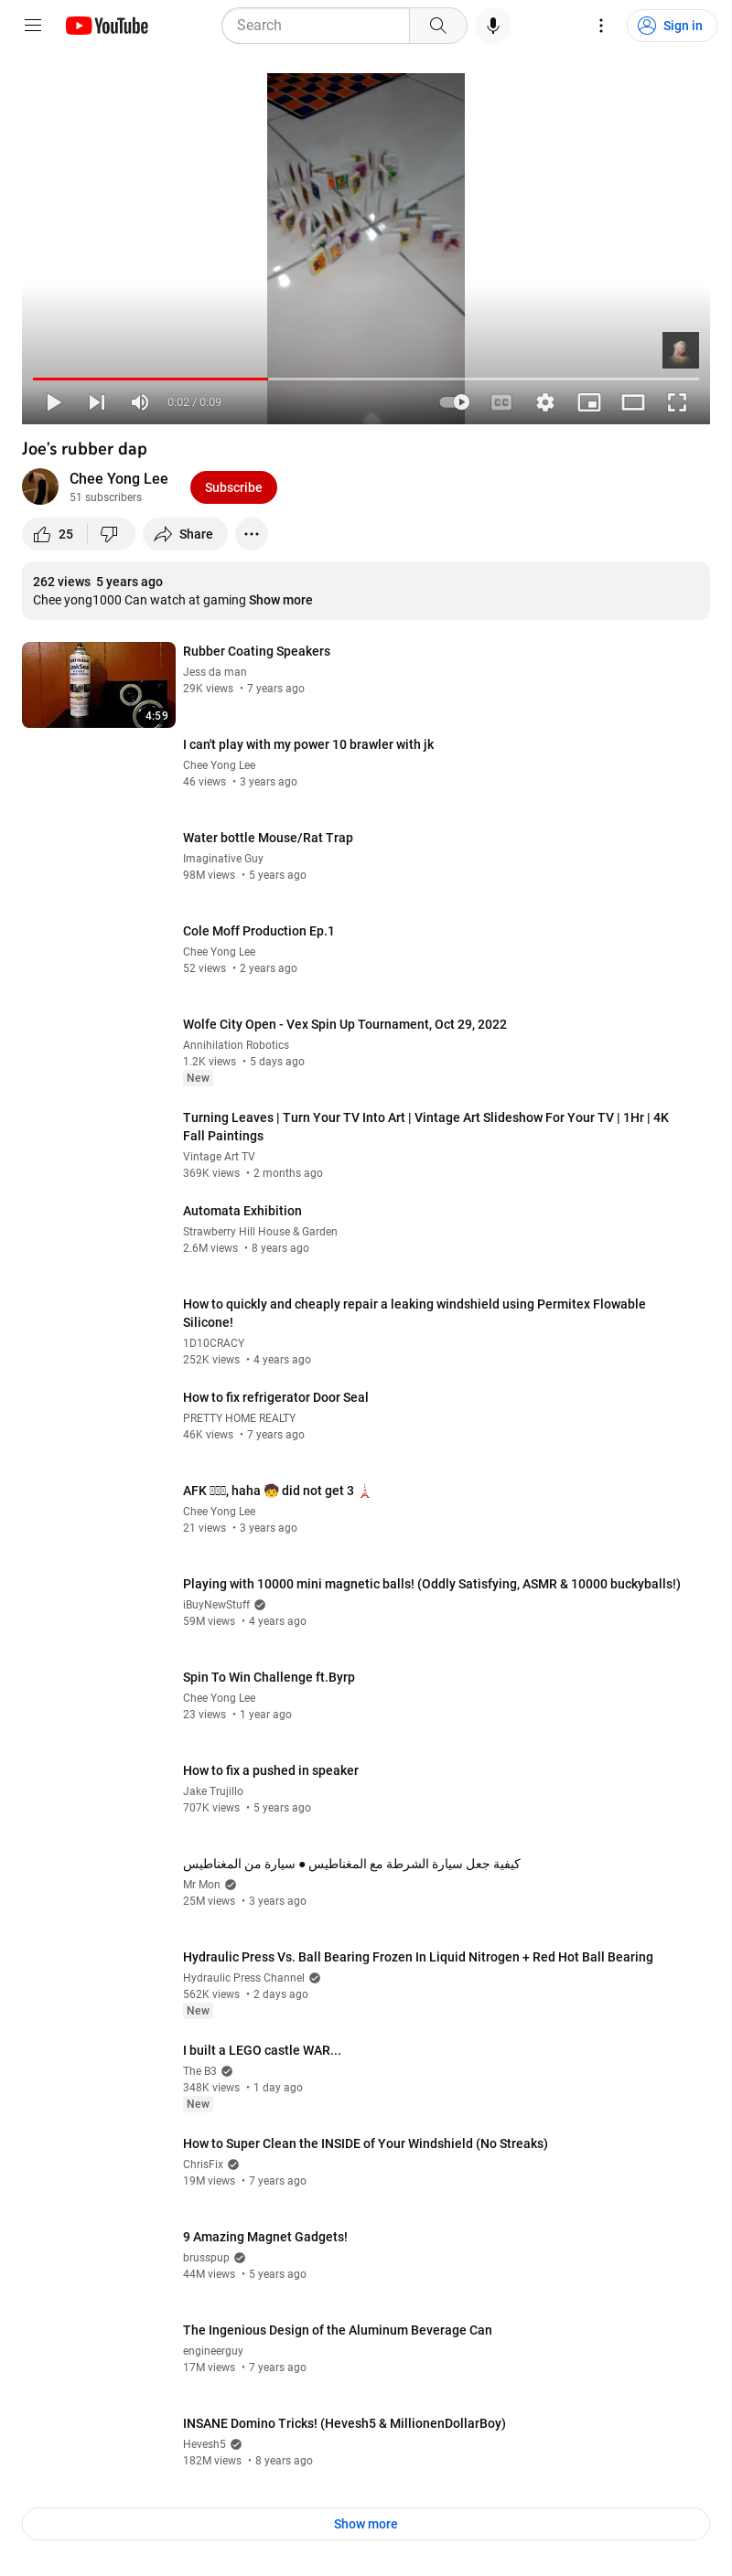 YouTube
Search
Sign in
0:02 / 0:09
CC
Joe's rubber dap
Chee Yong Lee
51 subscribers
Subscribe
25
Share
262 views 5 years ago
Chee yong1000 Can watch at gaming Show more
4:59
Rubber Coating Speakers
Jess da man
29K views • 7 years ago
I can't play with my power 10 brawler with jk
Chee Yong Lee
46 views • 3 years ago
Water bottle Mouse/Rat Trap
Imaginative Guy
98M views • 5 years ago
Cole Moff Production Ep.1
Chee Yong Lee
52 views • 2 years ago
Wolfe City Open - Vex Spin Up Tournament, Oct 29, 2022
Annihilation Robotics
1.2K views • 5 days ago
New
Turning Leaves | Turn Your TV Into Art | Vintage Art Slideshow For Your TV | 1Hr | 4K
Fall Paintings
Vintage Art TV
369K views • 2 months ago
Automata Exhibition
Strawberry Hill House & Garden
2.6M views • 8 years ago
How to quickly and cheaply repair a leaking windshield using Permitex Flowable
Silicone!
1D10CRACY
252K views • 4 years ago
How to fix refrigerator Door Seal
PRETTY HOME REALTY
46K views • 7 years ago
AFK , haha 🧒 did not get 3 🗼
Chee Yong Lee
21 views • 3 years ago
Playing with 10000 mini magnetic balls! (Oddly Satisfying, ASMR & 10000 buckyballs!)
iBuyNewStuff
59M views • 4 years ago
Spin To Win Challenge ft.Byrp
Chee Yong Lee
23 views • 1 year ago
How to fix a pushed in speaker
Jake Trujillo
707K views • 5 years ago
كيفية جعل سيارة الشرطة مع المغناطيس ● سيارة من المغناطيس
Mr Mon
25M views • 3 years ago
Hydraulic Press Vs. Ball Bearing Frozen In Liquid Nitrogen + Red Hot Ball Bearing
Hydraulic Press Channel
562K views • 2 days ago
New
I built a LEGO castle WAR...
The B3
348K views • 1 day ago
New
How to Super Clean the INSIDE of Your Windshield (No Streaks)
ChrisFix
19M views • 7 years ago
9 Amazing Magnet Gadgets!
brusspup
44M views • 5 years ago
The Ingenious Design of the Aluminum Beverage Can
engineerguy
17M views • 7 years ago
INSANE Domino Tricks! (Hevesh5 & MillionenDollarBoy)
Hevesh5
182M views • 8 years ago
Show more